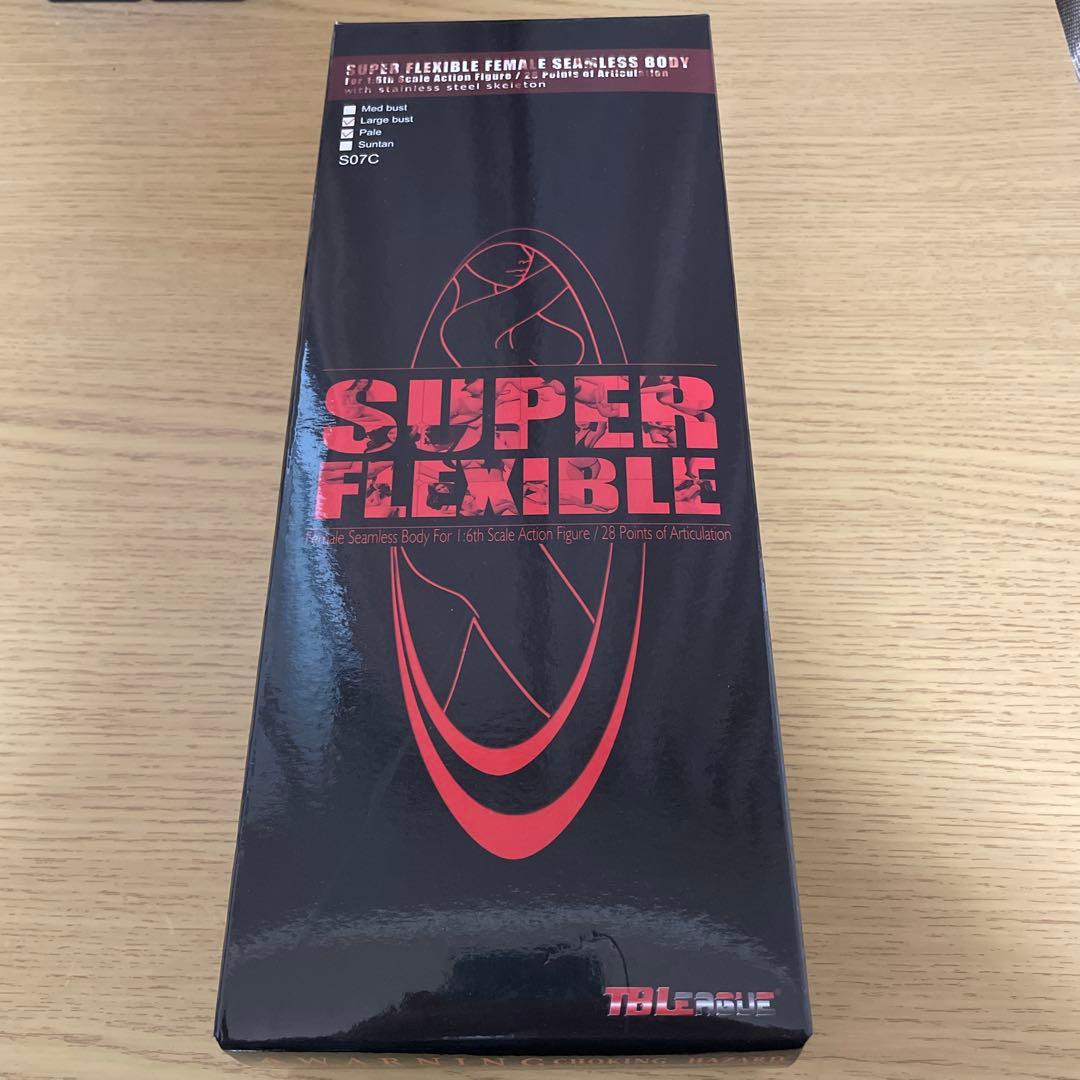 SUPER FLEXIBLE FEMALE SEAMLESS BODY
For 1:6th Scale Action Figure / 28 Points of Articulation
with stainless steel skeleton
Med bust
Large bust
Pale
Suntan
S07C
SUPER
FLEXIBLE
Female Seamless Body For 1:6th Scale Action Figure / 28 Points of Articulation
TBLEAGUE
WARNING CHOKING HAZARD